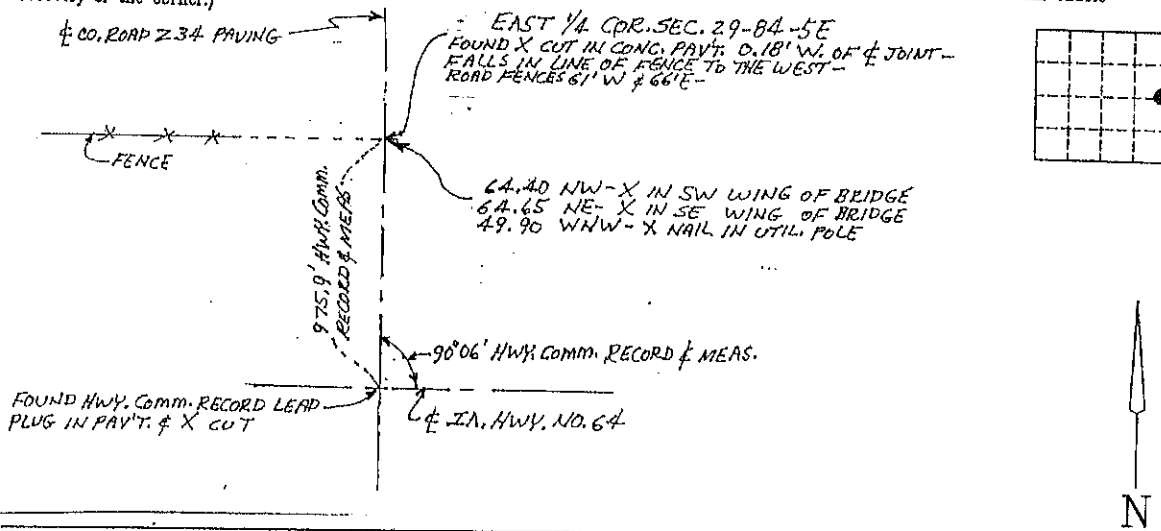 of the corner.)
℄ CO. ROAD Z34 PAVING
EAST 1/4 COR. SEC. 29-84-5E
FOUND X CUT IN CONC. PAV'T. 0.18' W. OF ℄ JOINT-
FALLS IN LINE OF FENCE TO THE WEST-
ROAD FENCES 61' W & 66' E-
FENCE
64.40 NW-X IN SW WING OF BRIDGE
64.65 NE-X IN SE WING OF BRIDGE
49.90 WNW-X NAIL IN UTIL. POLE
975.9' HWY. COMM.
RECORD & MEAS.
90°06' HWY. COMM. RECORD & MEAS.
FOUND HWY. COMM. RECORD LEAD
PLUG IN PAV'T. & X CUT
℄ IA. HWY. NO. 64
N